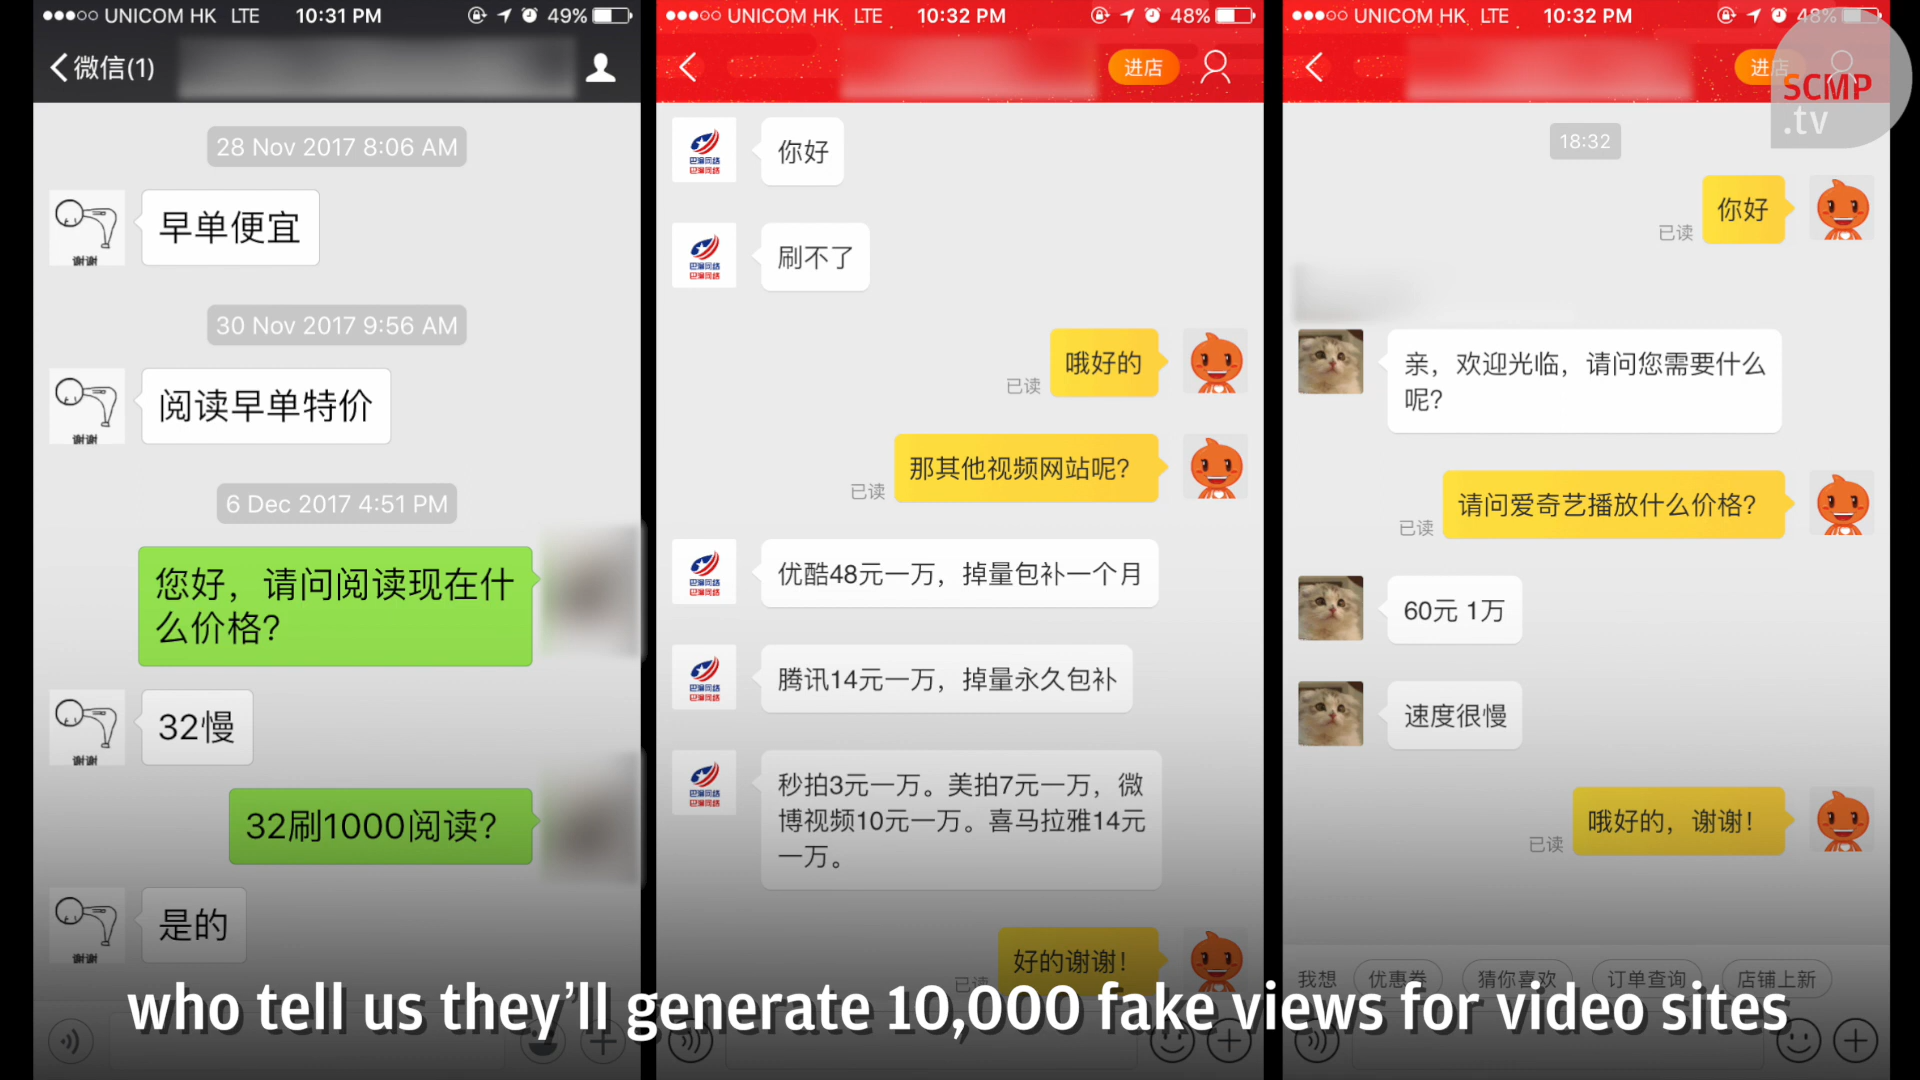 UNICOM HK LTE 10:31 PM 49%
微信(1)
28 Nov 2017 8:06 AM
早单便宜
谢谢
30 Nov 2017 9:56 AM
阅读早单特价
谢谢
6 Dec 2017 4:51 PM
您好，请问阅读现在什
么价格?
32慢
谢谢
32刷1000阅读?
是的
谢谢
UNICOM HK LTE 10:32 PM 48%
进店
你好
刷不了
哦好的
已读
那其他视频网站呢?
已读
优酷48元一万，掉量包补一个月
腾讯14元一万，掉量永久包补
秒拍3元一万。美拍7元一万，微
博视频10元一万。喜马拉雅14元
一万。
好的谢谢!
已读
UNICOM HK LTE 10:32 PM 48%
进店
SCMP
.tv
18:32
你好
已读
亲，欢迎光临，请问您需要什么
呢?
请问爱奇艺播放什么价格?
已读
60元 1万
速度很慢
哦好的，谢谢!
已读
我想 优惠券 猜你喜欢 订单查询 店铺上新
who tell us they'll generate 10,000 fake views for video sites